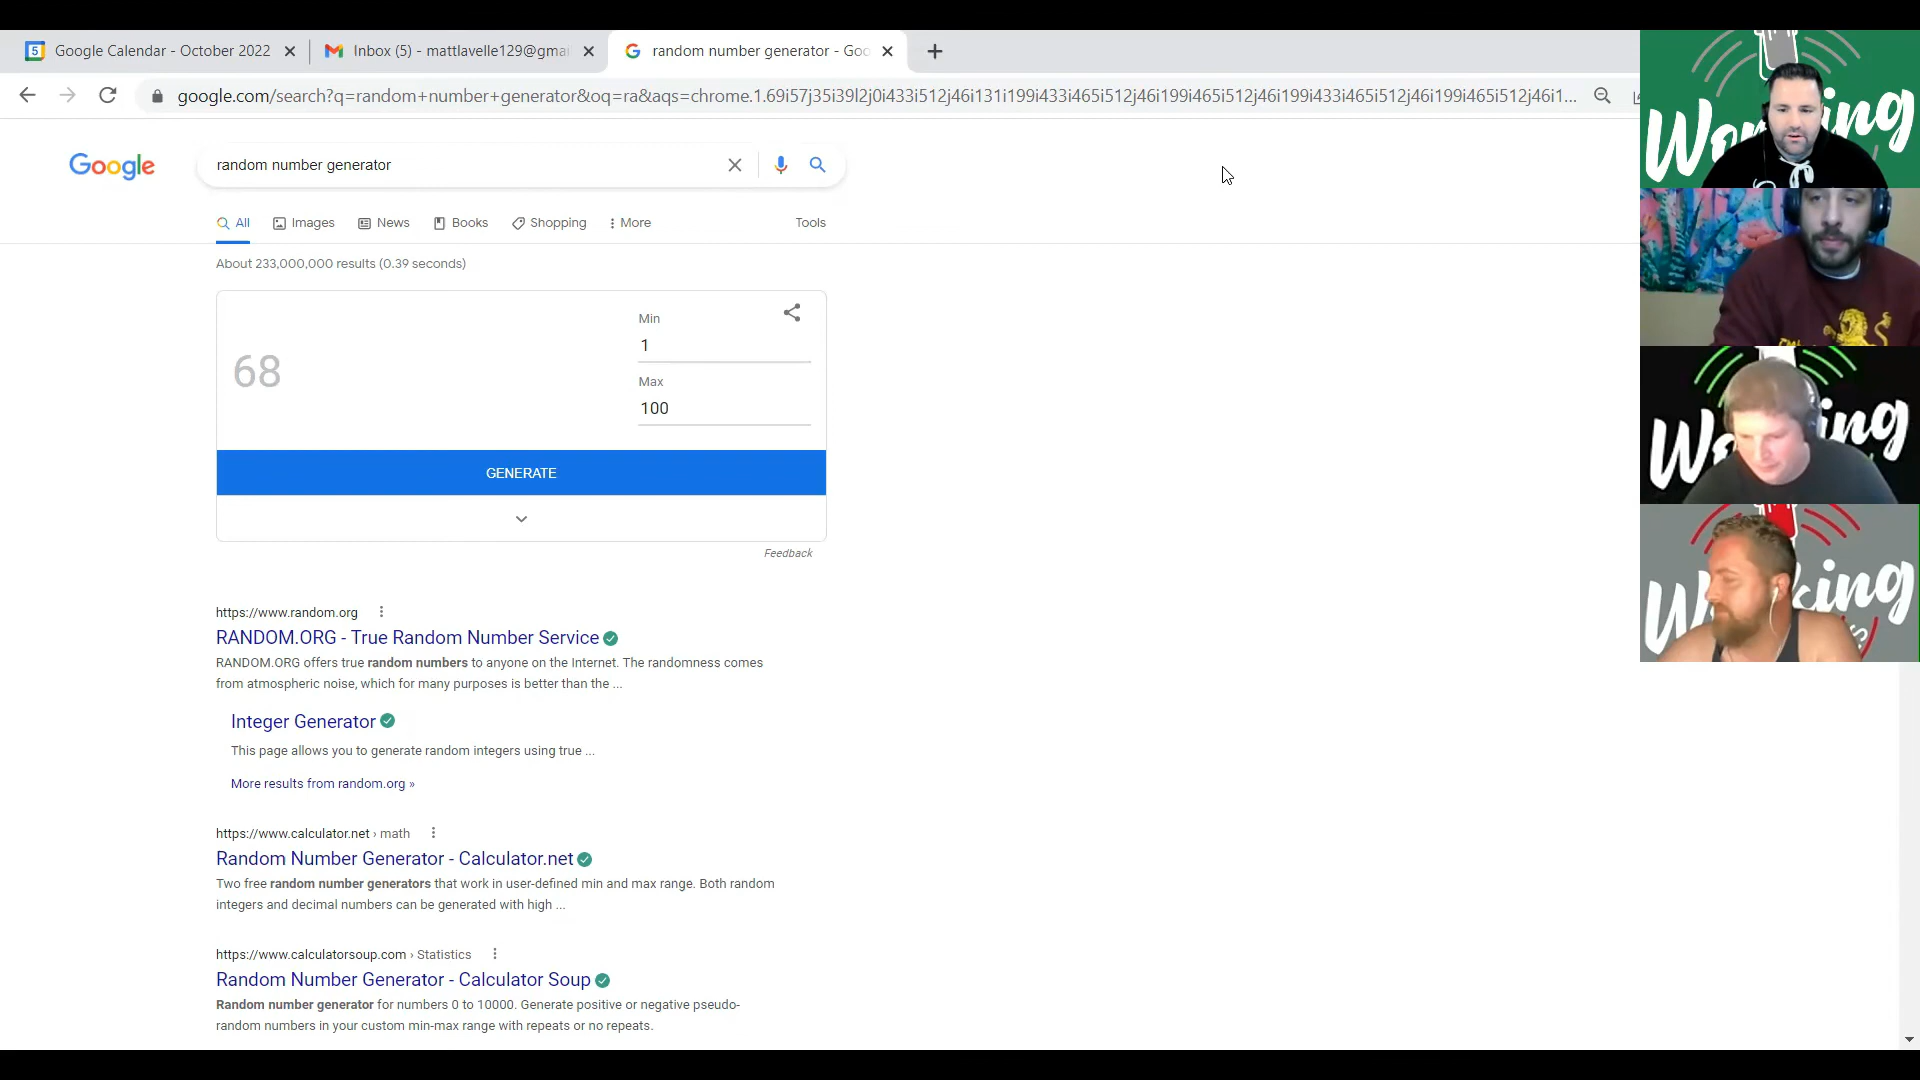 5
Google Calendar - October 2022
Inbox (5) - mattlavelle129@gmai
random number generator - Goo
google.com/search?q=random+number+generator&oq=ra&aqs=chrome.1.69i57j35i39l2j0i433i512j46i131i199i433i465i512j46i199i465i512j46i199i433i465i512j46i199i465i512j46i1...
Google
random number generator
All
Images
News
Books
Shopping
More
Tools
About 233,000,000 results (0.39 seconds)
68
Min
1
Max
100
GENERATE
Feedback
https://www.random.org
RANDOM.ORG - True Random Number Service
RANDOM.ORG offers true random numbers to anyone on the Internet. The randomness comes
from atmospheric noise, which for many purposes is better than the ...
Integer Generator
This page allows you to generate random integers using true ...
More results from random.org »
https://www.calculator.net › math
Random Number Generator - Calculator.net
Two free random number generators that work in user-defined min and max range. Both random
integers and decimal numbers can be generated with high ...
https://www.calculatorsoup.com › Statistics
Random Number Generator - Calculator Soup
Random number generator for numbers 0 to 10000. Generate positive or negative pseudo-
random numbers in your custom min-max range with repeats or no repeats.